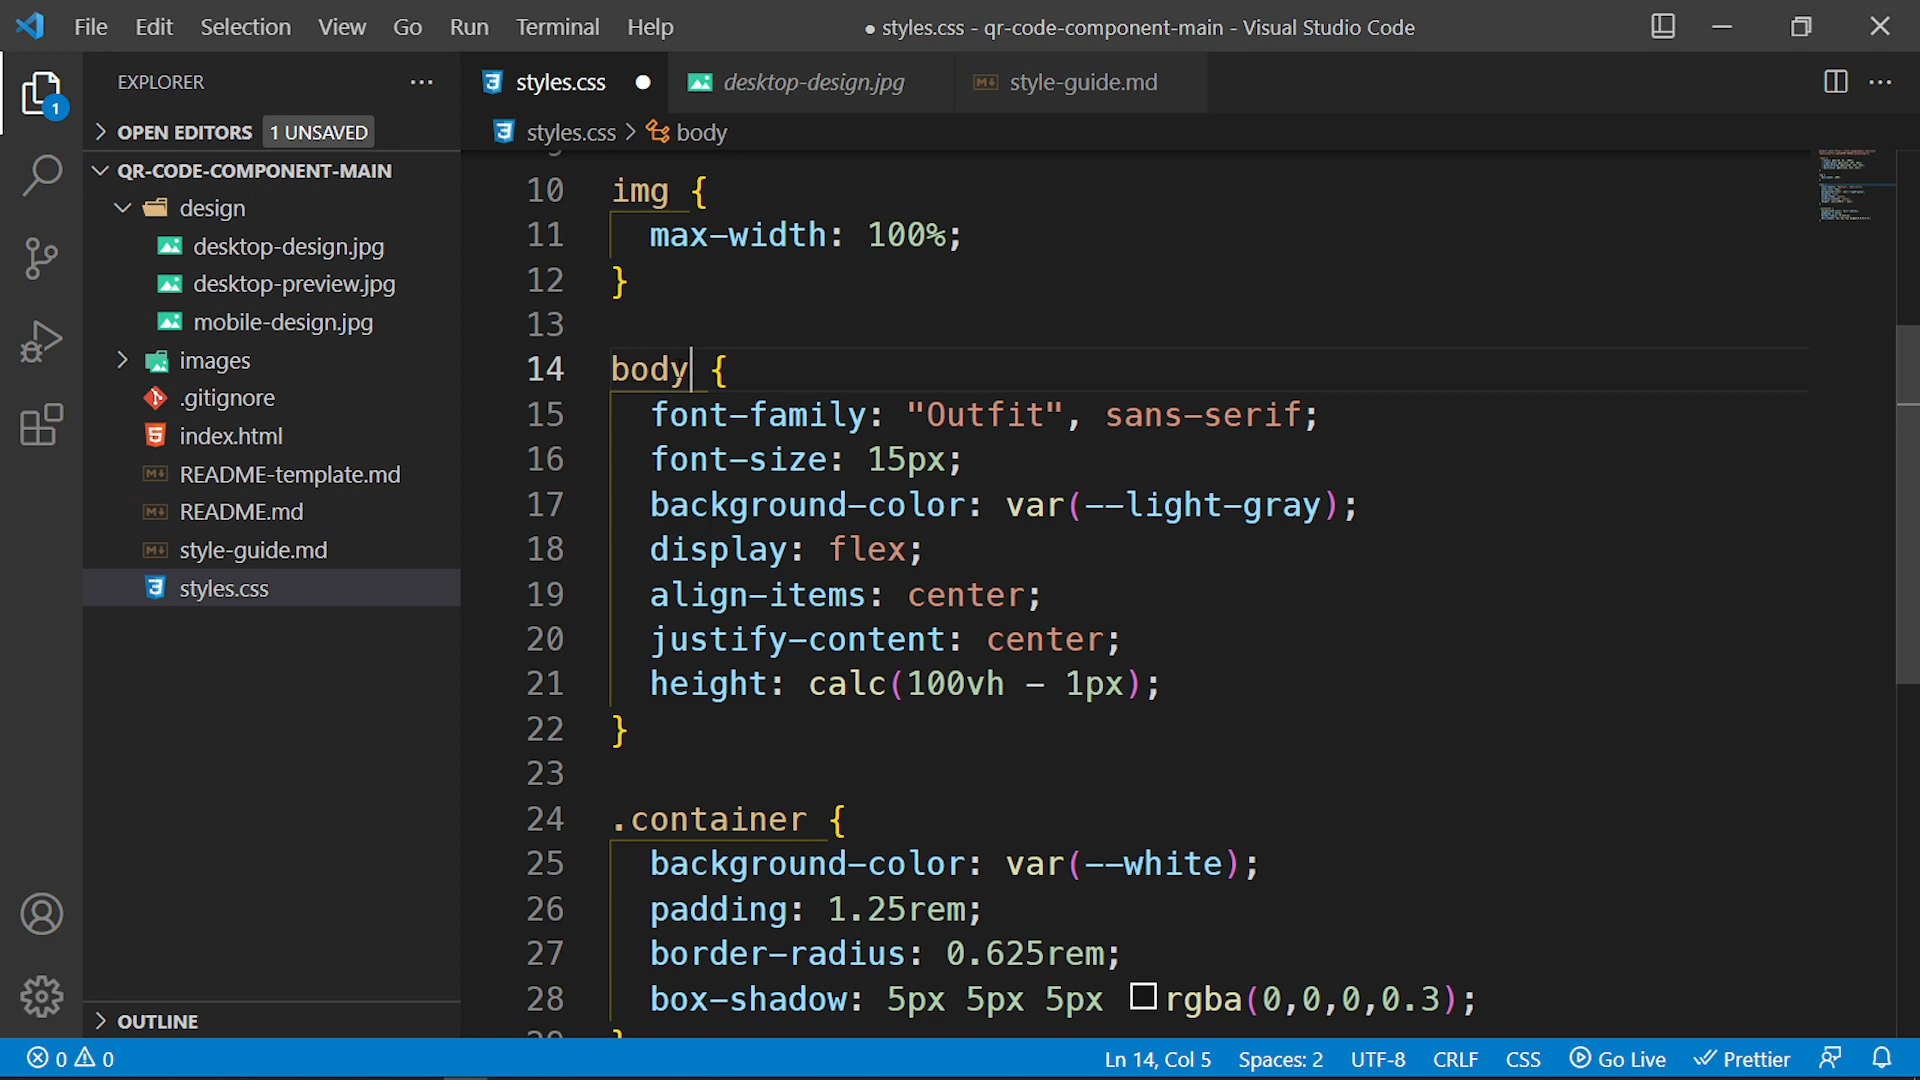 File Edit Selection View Go Run Terminal Help ● styles.css - qr-code-component-main - Visual Studio Code
EXPLORER ···
1
OPEN EDITORS 1 UNSAVED
QR-CODE-COMPONENT-MAIN
design
desktop-design.jpg
desktop-preview.jpg
mobile-design.jpg
images
.gitignore
index.html
README-template.md
README.md
style-guide.md
styles.css
OUTLINE
styles.css ● desktop-design.jpg style-guide.md
styles.css > body
10 img {
11 max-width: 100%;
12 }
13
14 body {
15 font-family: "Outfit", sans-serif;
16 font-size: 15px;
17 background-color: var(--light-gray);
18 display: flex;
19 align-items: center;
20 justify-content: center;
21 height: calc(100vh - 1px);
22 }
23
24 .container {
25 background-color: var(--white);
26 padding: 1.25rem;
27 border-radius: 0.625rem;
28 box-shadow: 5px 5px 5px rgba(0,0,0,0.3);
0 0 Ln 14, Col 5 Spaces: 2 UTF-8 CRLF CSS Go Live Prettier